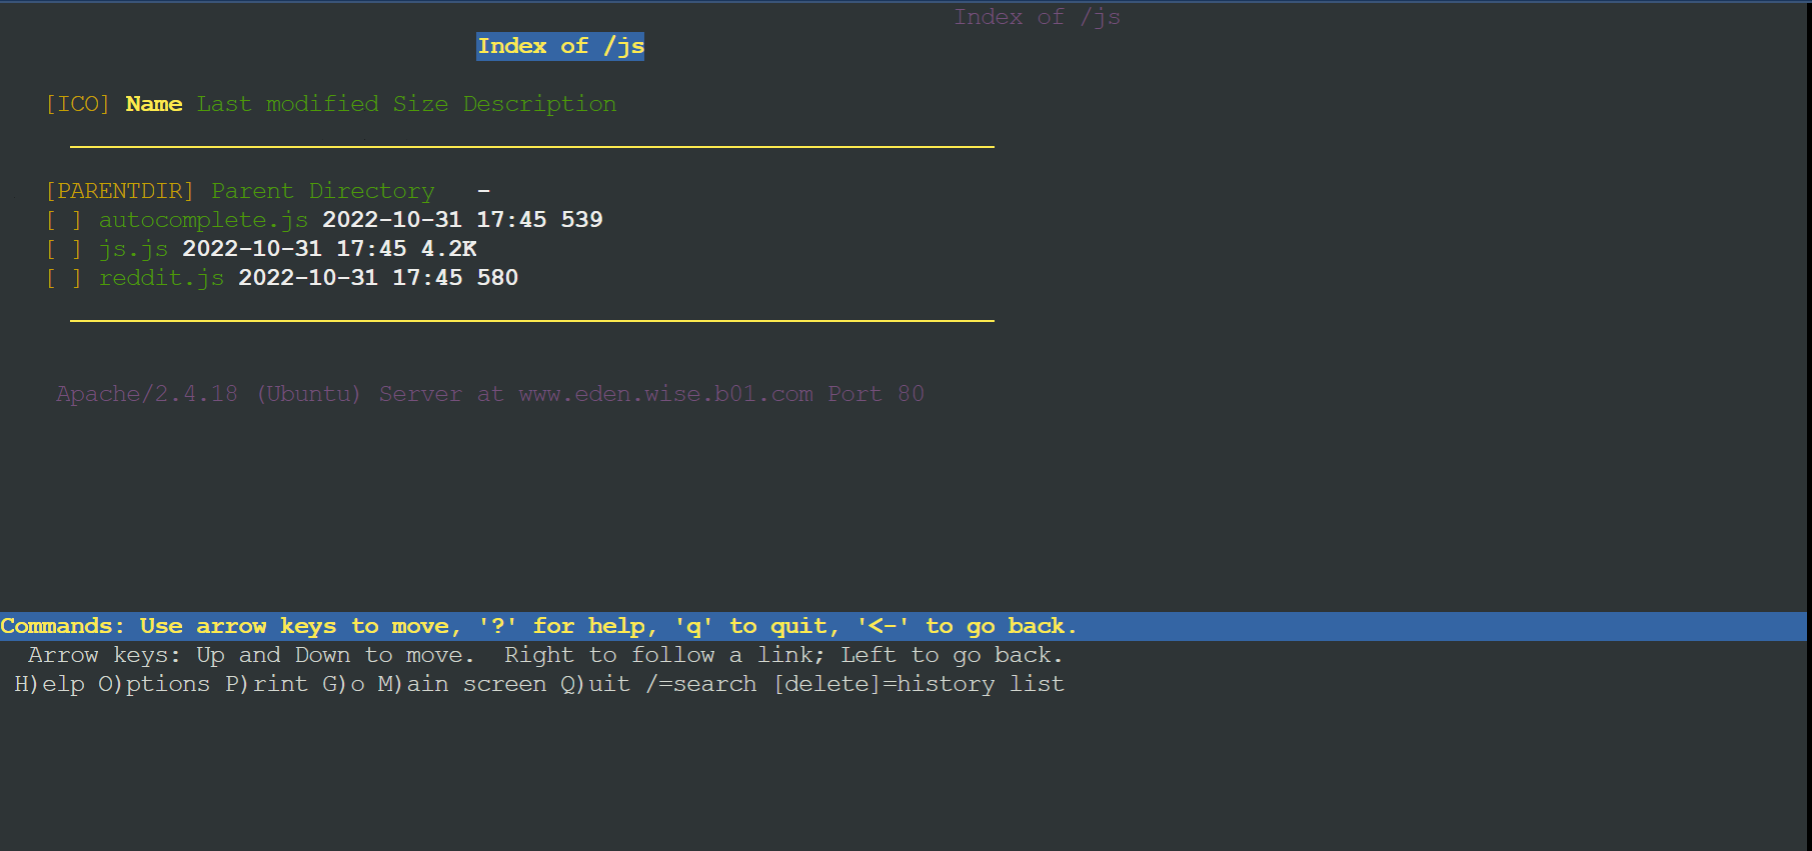 Index of /js
Index of /js
[ICO] Name Last modified Size Description
[PARENTDIR] Parent Directory -
[ ] autocomplete.js 2022-10-31 17:45 539
[ ] js.js 2022-10-31 17:45 4.2K
[ ] reddit.js 2022-10-31 17:45 580
Apache/2.4.18 (Ubuntu) Server at www.eden.wise.b01.com Port 80
Commands: Use arrow keys to move, '?' for help, 'q' to quit, '<-' to go back.
Arrow keys: Up and Down to move.  Right to follow a link; Left to go back.
H)elp O)ptions P)rint G)o M)ain screen Q)uit /=search [delete]=history list